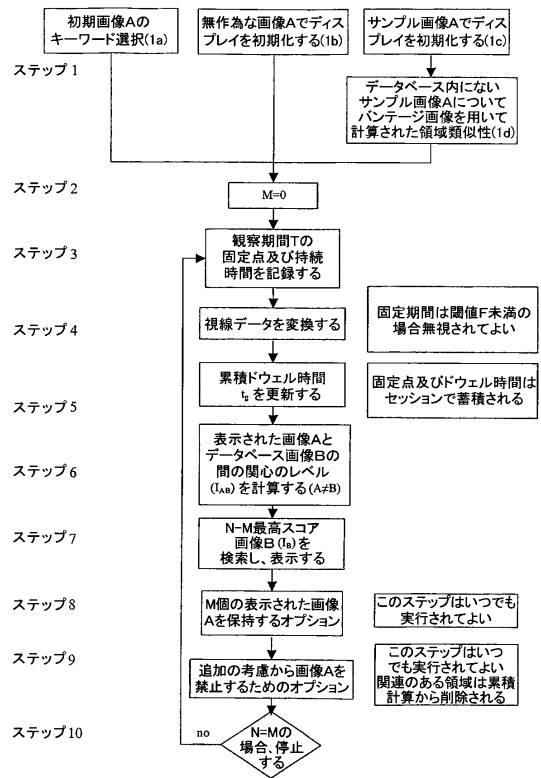 初期画像Aの
キーワード選択(1a)
無作為な画像Aでディス
プレイを初期化する(1b)
サンプル画像Aでディス
プレイを初期化する(1c)
ステップ1
データベース内にない
サンプル画像Aについて
バンテージ画像を用いて
計算された領域類似性(1d)
ステップ2
M=0
ステップ3
観察期間Tの
固定点及び持続
時間を記録する
ステップ4
視線データを変換する
固定期間は閾値F未満の
場合無視されてよい
ステップ5
累積ドウェル時間
tgを更新する
固定点及びドウェル時間は
セッションで蓄積される
ステップ6
表示された画像Aと
データベース画像Bの
間の関心のレベル
(IAB)を計算する(A≠B)
ステップ7
N-M最高スコア
画像B(IB)を
検索し、表示する
ステップ8
M個の表示された画像
Aを保持するオプション
このステップはいつでも
実行されてよい
ステップ9
追加の考慮から画像Aを
禁止するためのオプション
このステップはいつ
でも実行されてよい
関連のある領域は累積
計算から削除される
ステップ10
no
N=Mの
場合、停止
する